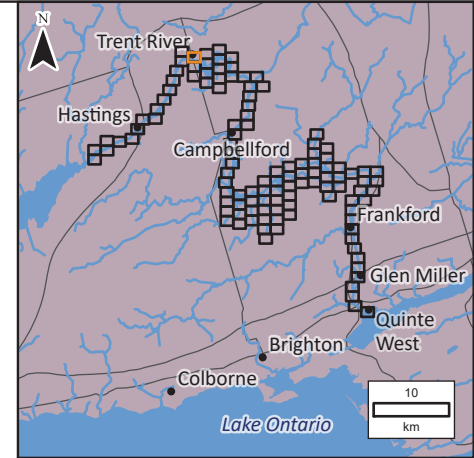 N
Trent River
Hastings
Campbellford
Frankford
Glen Miller
Quinte
West
Brighton
Colborne
Lake Ontario
10
km